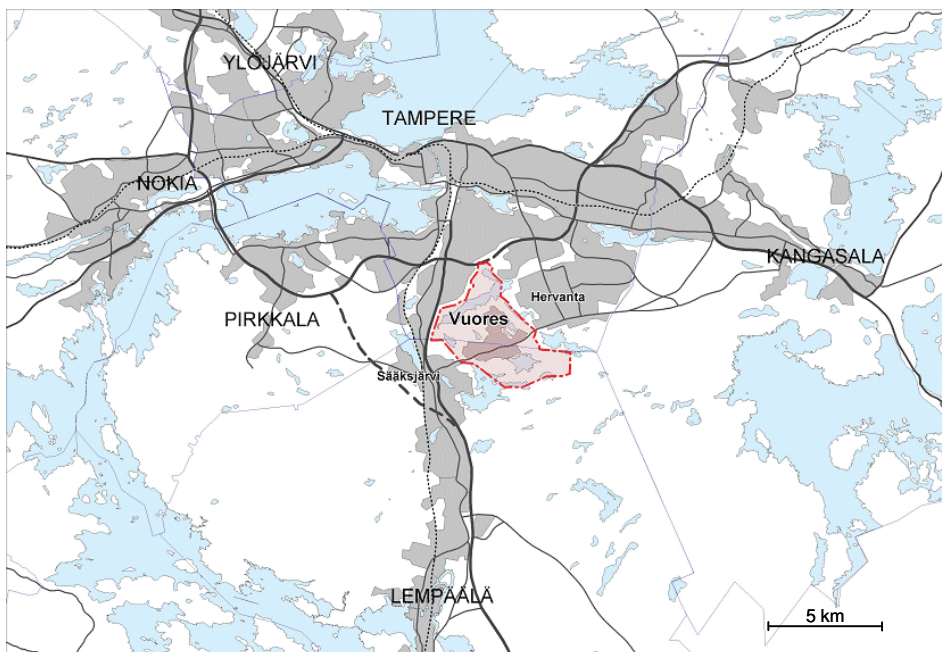 YLÖJÄRVI
TAMPERE
NOKIA
KANGASALA
Hervanta
PIRKKALA
Vuores
Sääksjärvi
LEMPÄÄLÄ
5 km